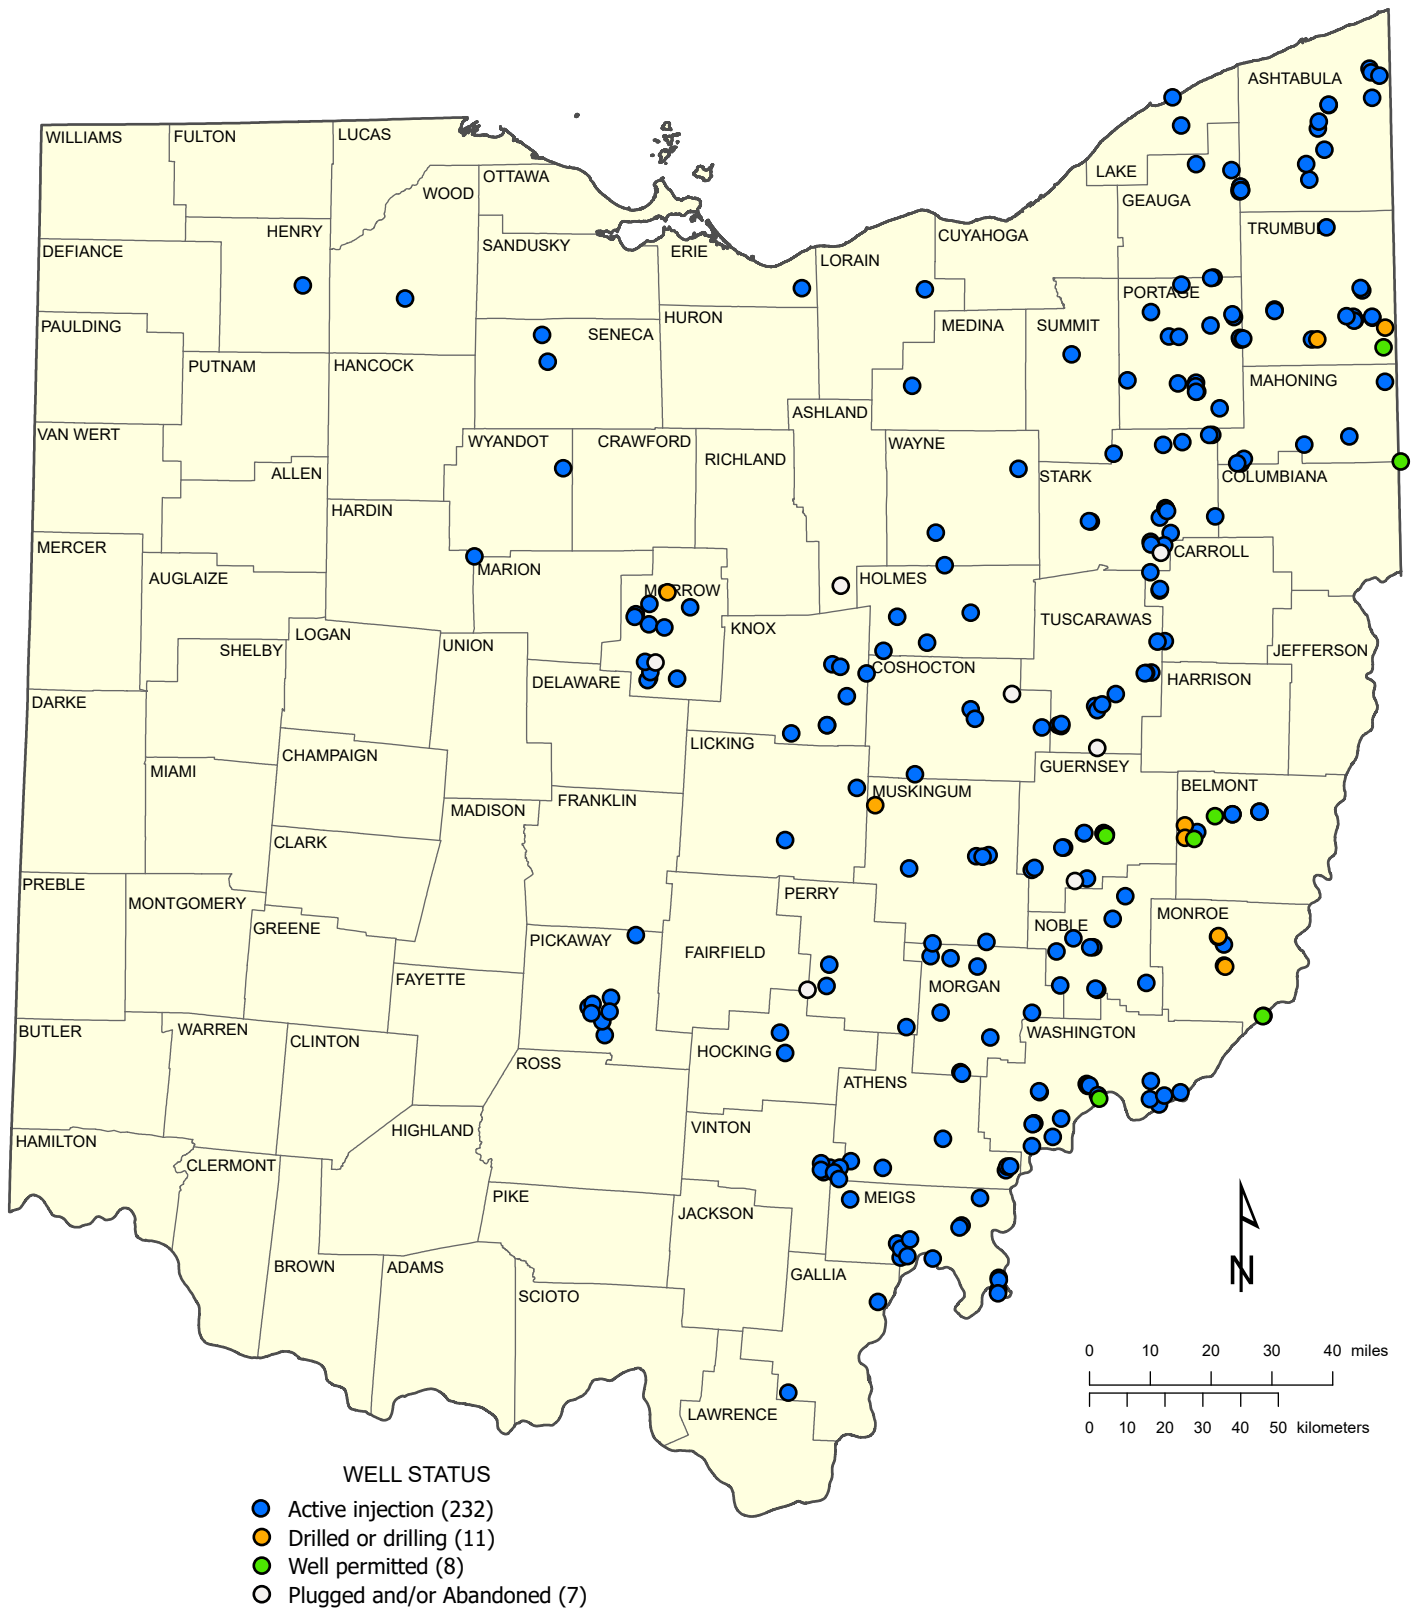 ASHTABULA
WILLIAMS
FULTON
LUCAS
LAKE
OTTAWA
WOOD
GEAUGA
HENRY
TRUMBU
CUYAHOGA
SANDUSKY
DEFIANCE
ERIE
LORAIN
PORTAGE
HURON
MEDINA
SUMMIT
PAULDING
SENECA
PUTNAM
HANCOCK
MAHONING
ASHLAND
VAN WERT
WYANDOT
CRAWFORD
WAYNE
RICHLAND
ALLEN
STARK
COLUMBIANA
HARDIN
MERCER
CARROLL
MARION
AUGLAIZE
HOLMES
M RROW
TUSCARAWAS
KNOX
LOGAN
UNION
SHELBY
JEFFERSON
COSHOCTON
HARRISON
DELAWARE
DARKE
LICKING
CHAMPAIGN
GUERNSEY
MIAMI
BELMONT
MUSKINGUM
FRANKLIN
MADISON
CLARK
PREBLE
PERRY
MONTGOMERY
MONROE
NOBLE
GREENE
PICKAWAY
FAIRFIELD
FAYETTE
MORGAN
BUTLER
WARREN
WASHINGTON
CLINTON
HOCKING
ROSS
ATHENS
VINTON
HIGHLAND
HAMILTON
CLERMONT
PIKE
MEIGS
JACKSON
BROWN
ADAMS
GALLIA
SCIOTO
N
0 10 20 30 40 miles
LAWRENCE
0 10 20 30 40 50 kilometers
WELL STATUS
Active injection (232)
Drilled or drilling (11)
Well permitted (8)
Plugged and/or Abandoned (7)